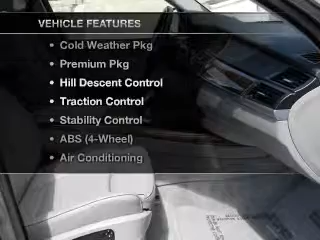 VEHICLE FEATURES
• Cold Weather Pkg
• Premium Pkg
• Hill Descent Control
• Traction Control
• Stability Control
• ABS (4-Wheel)
• Air Conditioning